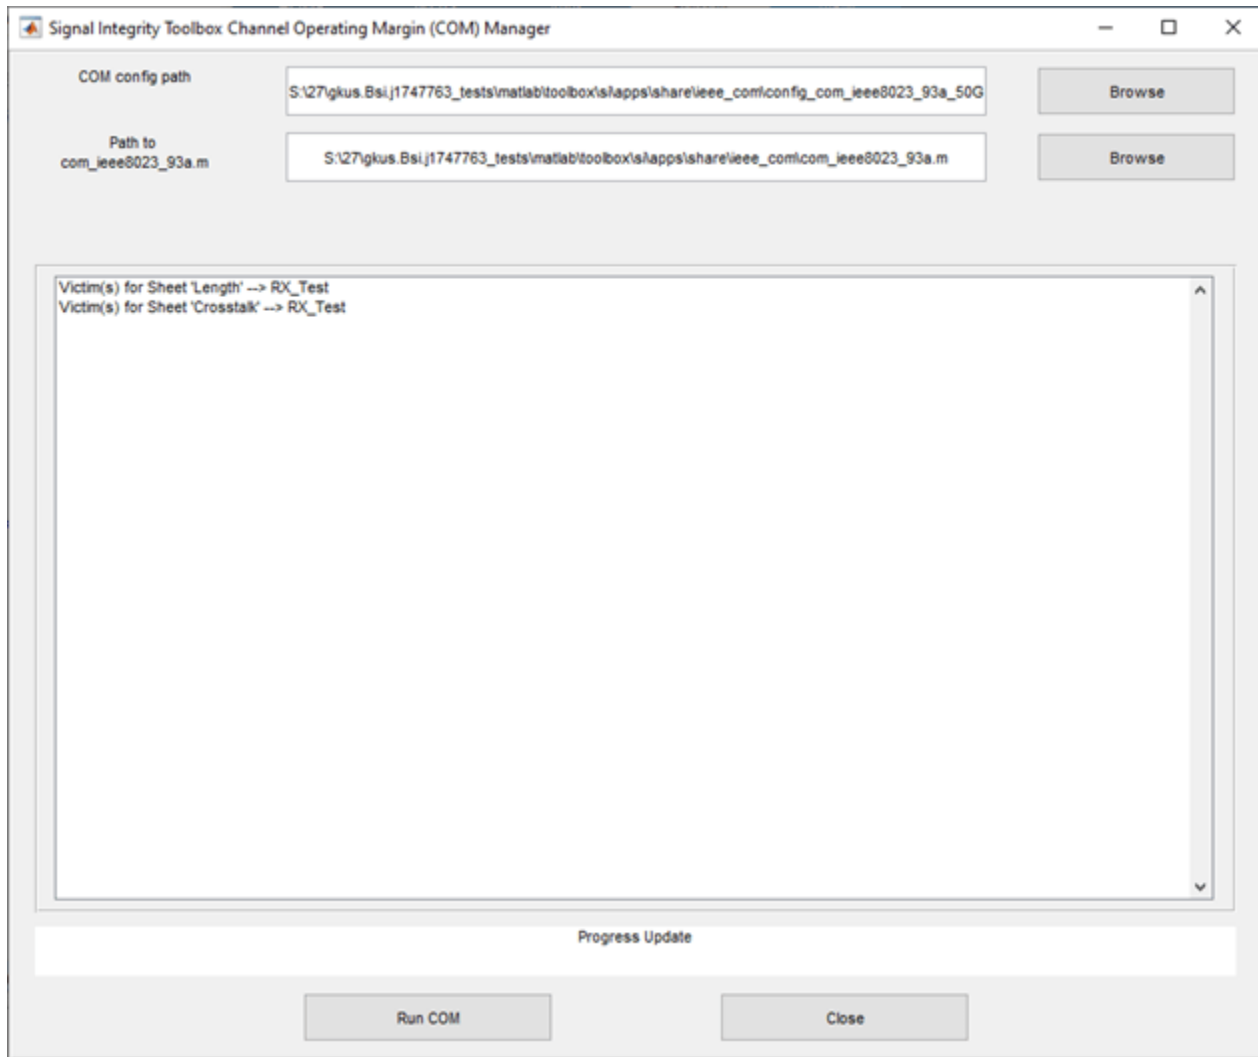 Signal Integrity Toolbox Channel Operating Margin (COM) Manager
COM config path
S:\27\gkus.Bsi.j1747763_tests\matlab\toolbox\si\apps\share\ieee_com\config_com_ieee8023_93a_50G
Browse
Path to
com_ieee8023_93a.m
S:\27\gkus.Bsi.j1747763_tests\matlab\toolbox\si\apps\share\ieee_com\com_ieee8023_93a.m
Browse
Victim(s) for Sheet 'Length' --> RX_Test
Victim(s) for Sheet 'Crosstalk' --> RX_Test
Progress Update
Run COM
Close